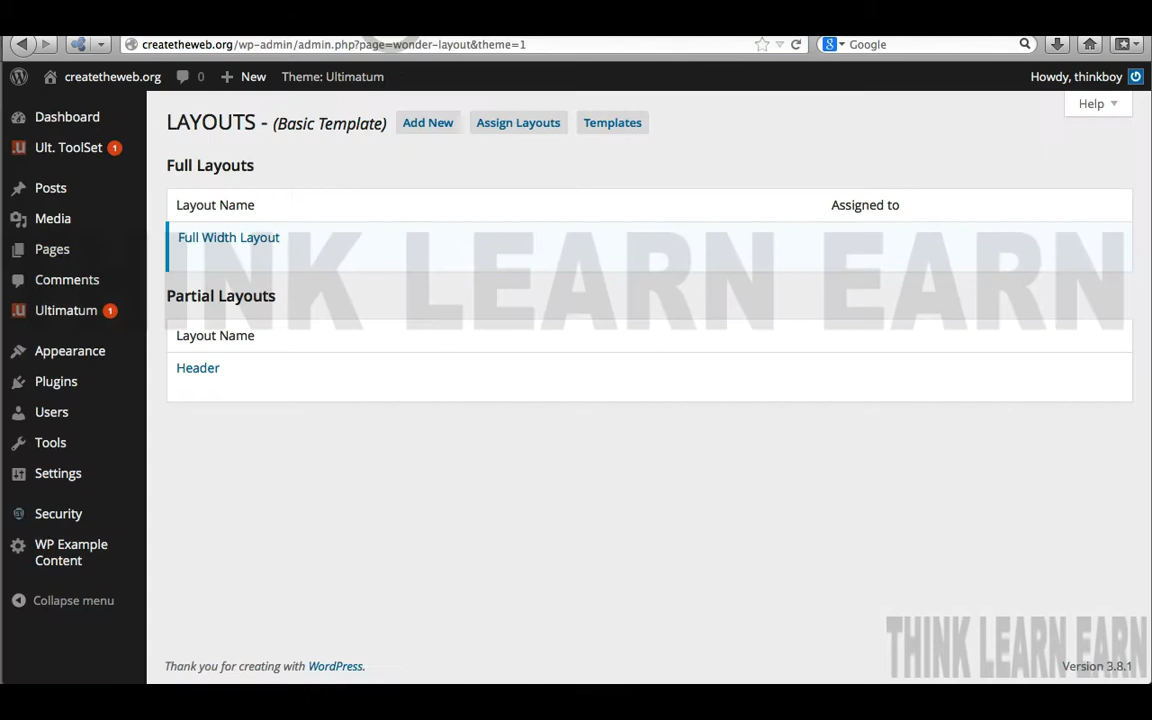 createtheweb.org/wp-admin/admin.php?page=wonder-layout&theme=1
Google
createtheweb.org
0
New
Theme: Ultimatum
Howdy, thinkboy
Help
Dashboard
Ult. ToolSet 1
Posts
Media
Pages
Comments
Ultimatum 1
Appearance
Plugins
Users
Tools
Settings
Security
WP Example
Content
Collapse menu
LAYOUTS - (Basic Template)
Add New
Assign Layouts
Templates
Full Layouts
Layout Name
Assigned to
Full Width Layout
THINK LEARN EARN
Partial Layouts
Layout Name
Header
THINK LEARN EARN
Thank you for creating with WordPress.
Version 3.8.1